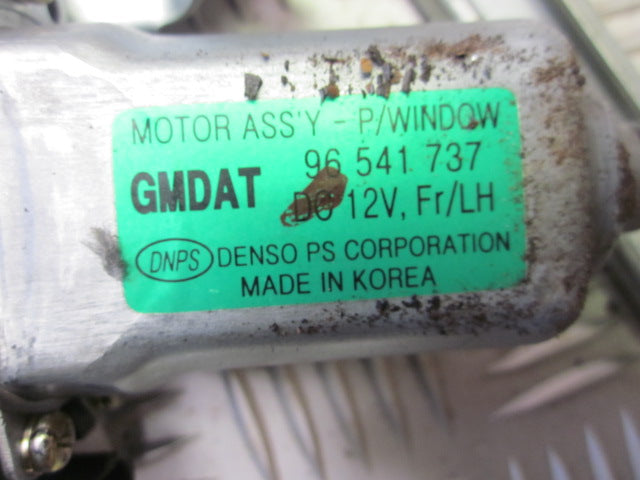 MOTOR ASS'Y - P/WINDOW
GMDAT 96 541 737
DC 12V, Fr/LH
DNPS DENSO PS CORPORATION
MADE IN KOREA